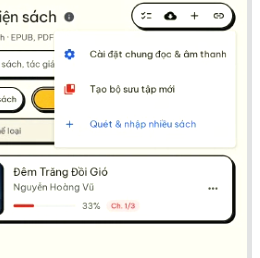 iện sách
h · EPUB, PDF
Cài đặt chung đọc & âm thanh
sách, tác giả
Tạo bộ sưu tập mới
sách
Quét & nhập nhiều sách
ể loại
Đêm Trăng Đồi Gió
Nguyễn Hoàng Vũ
33% Ch. 1/3